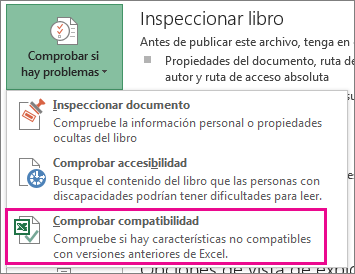 Comprobar si
hay problemas
Inspeccionar libro
Antes de publicar este archivo, tenga en
Propiedades del documento, ruta de
autor y ruta de acceso absoluta
Inspeccionar documento
Compruebe la información personal o propiedades
ocultas del libro
Comprobar accesibilidad
Busque el contenido del libro que las personas con
discapacidades podrían tener dificultades para leer.
Comprobar compatibilidad
Compruebe si hay características no compatibles
con versiones anteriores de Excel.